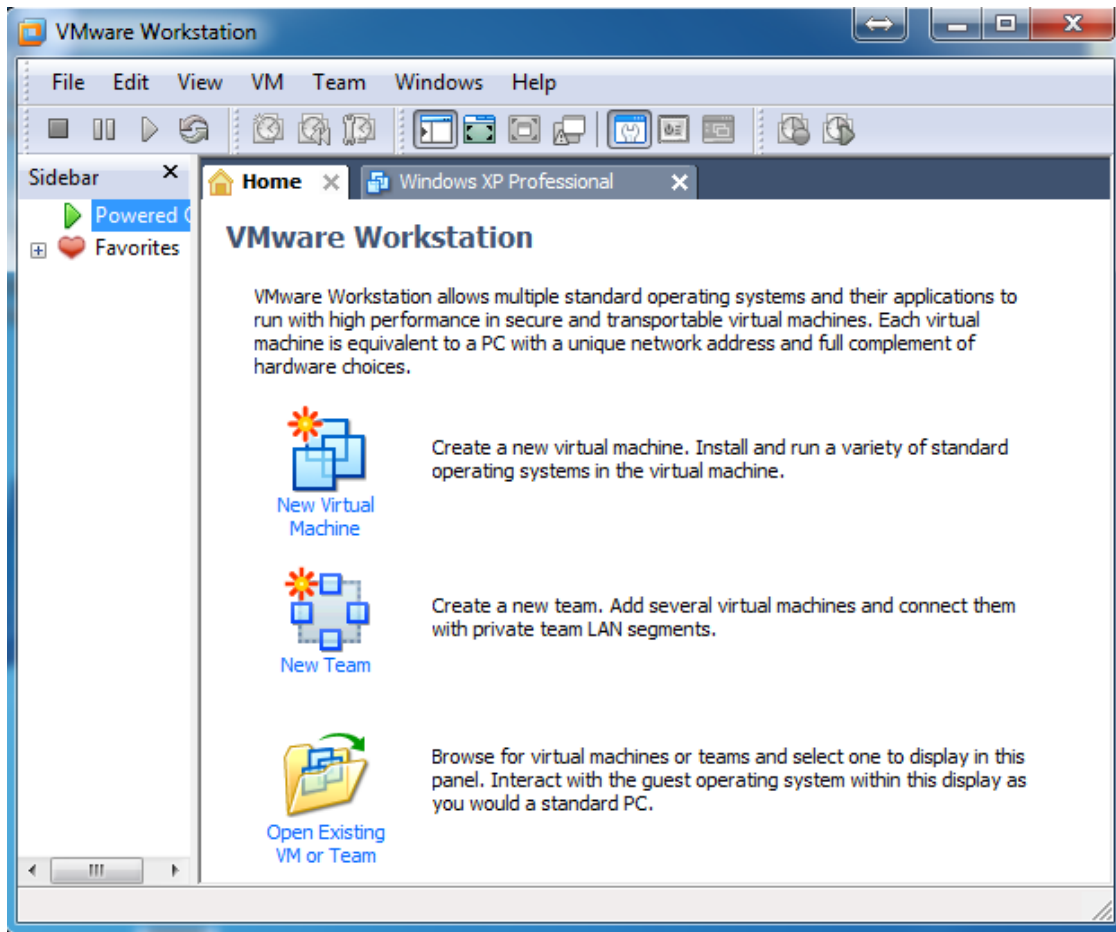 VMware Workstation
File Edit View VM Team Windows Help
Sidebar
Home
Windows XP Professional
Powered
Favorites
VMware Workstation
VMware Workstation allows multiple standard operating systems and their applications to
run with high performance in secure and transportable virtual machines. Each virtual
machine is equivalent to a PC with a unique network address and full complement of
hardware choices.
New Virtual
Machine
Create a new virtual machine. Install and run a variety of standard
operating systems in the virtual machine.
New Team
Create a new team. Add several virtual machines and connect them
with private team LAN segments.
Open Existing
VM or Team
Browse for virtual machines or teams and select one to display in this
panel. Interact with the guest operating system within this display as
you would a standard PC.